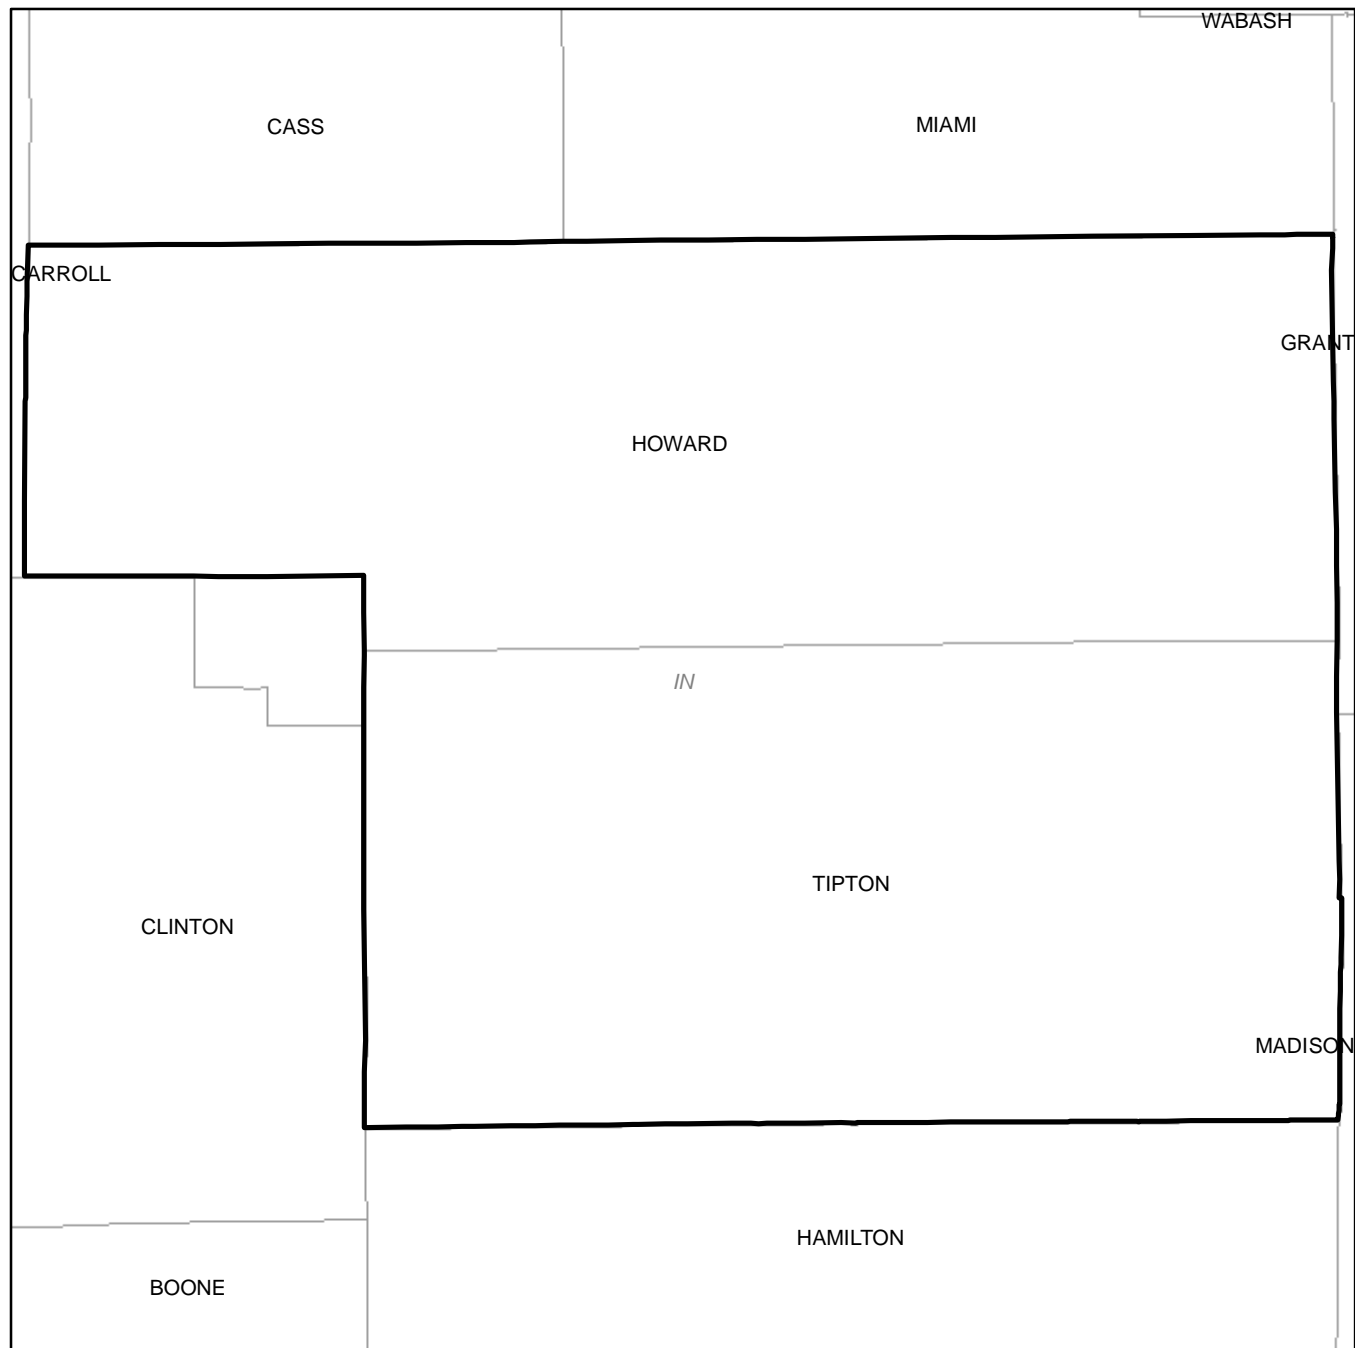 WABASH
CASS
MIAMI
CARROLL
GRANT
HOWARD
IN
TIPTON
CLINTON
MADISON
HAMILTON
BOONE